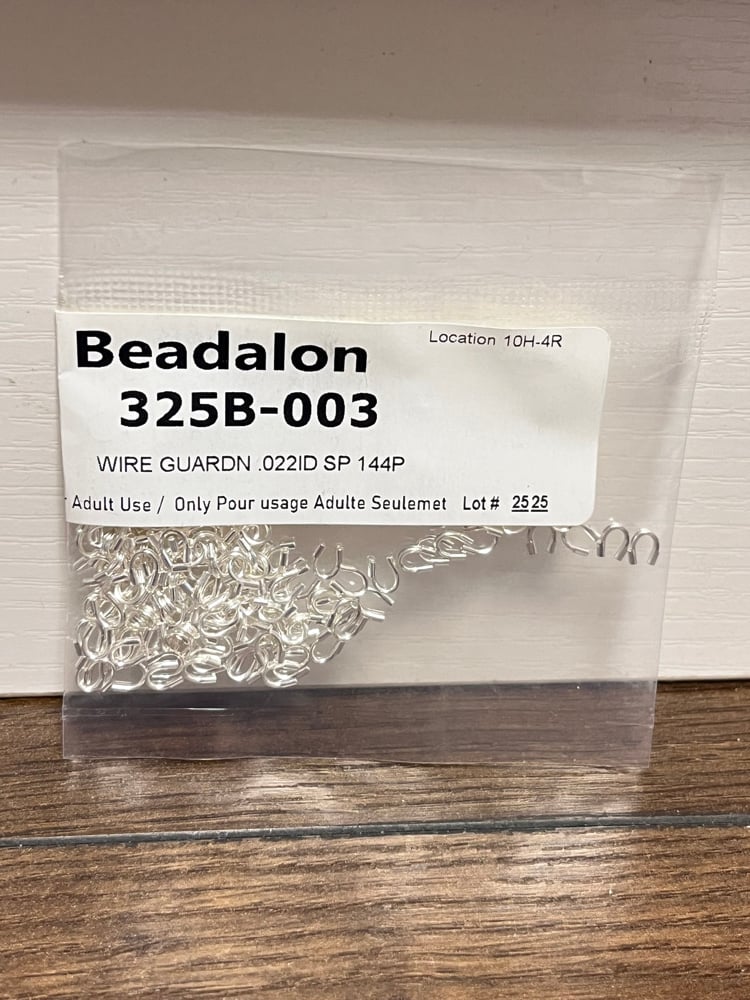 Beadalon
Location 10H-4R
325B-003
WIRE GUARDN .022ID SP 144P
Adult Use / Only Pour usage Adulte Seulemet Lot # 2525